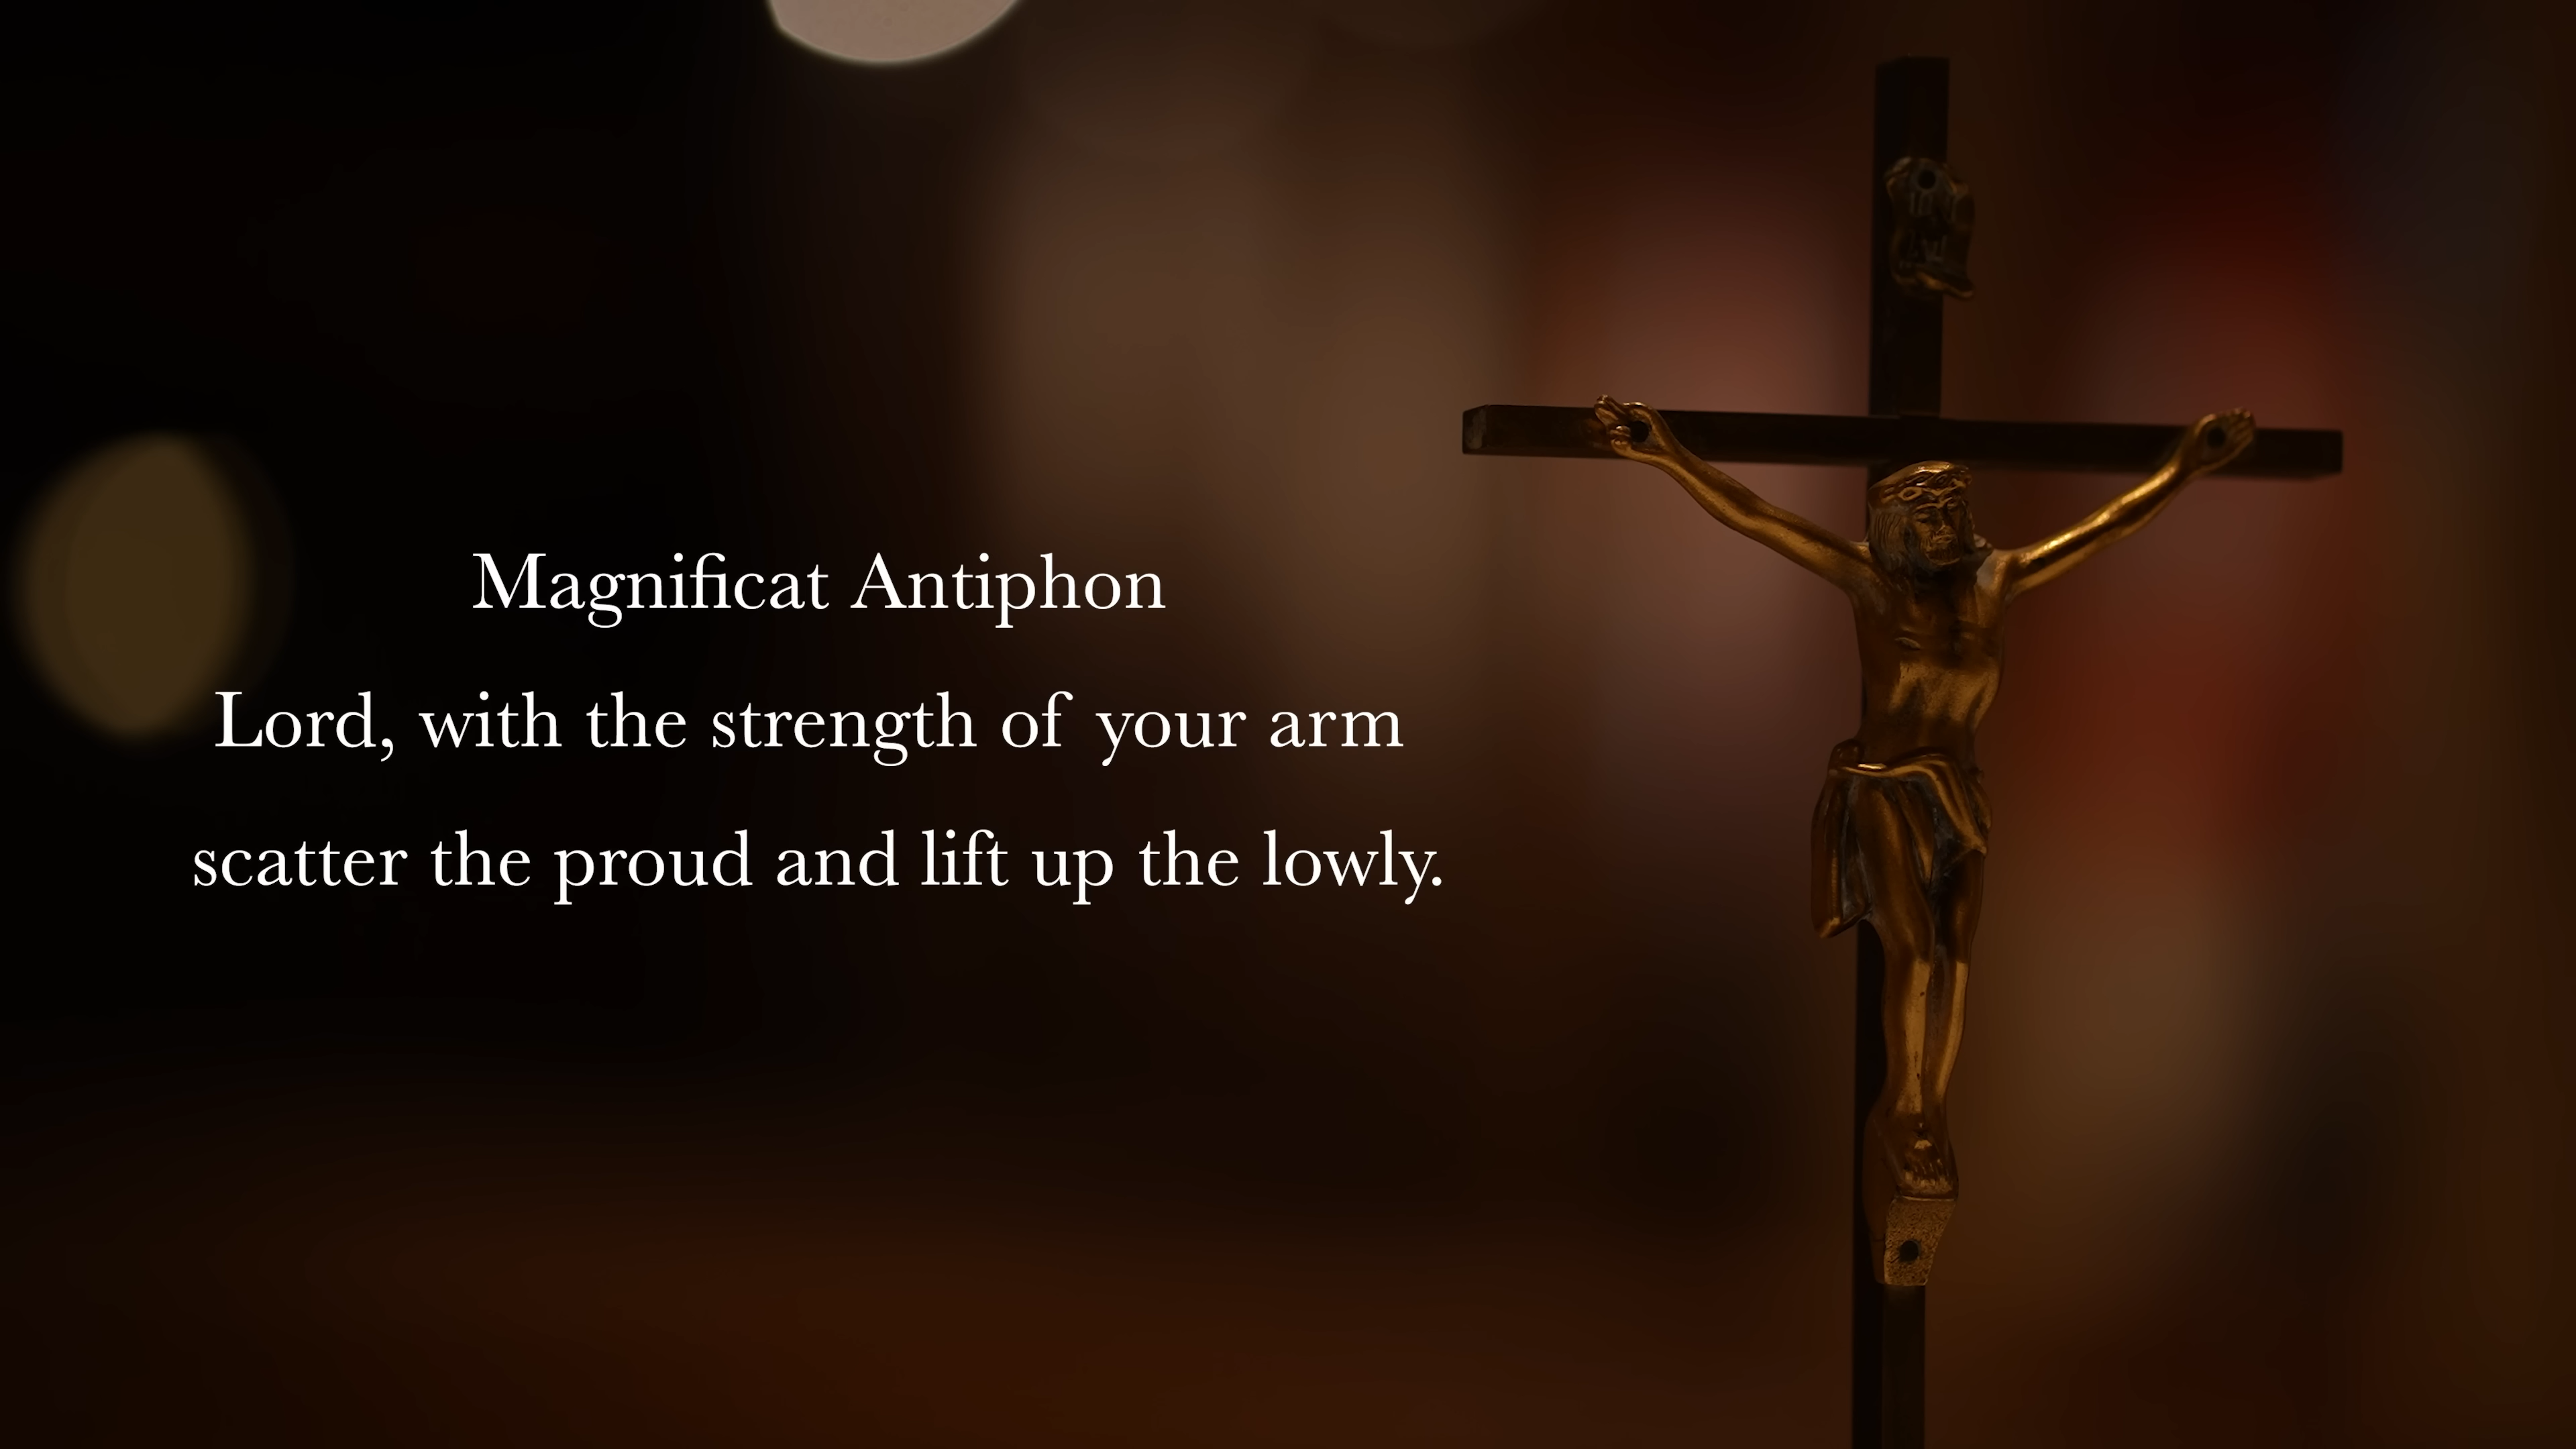 Magnificat Antiphon
Lord, with the strength of your arm
scatter the proud and lift up the lowly.